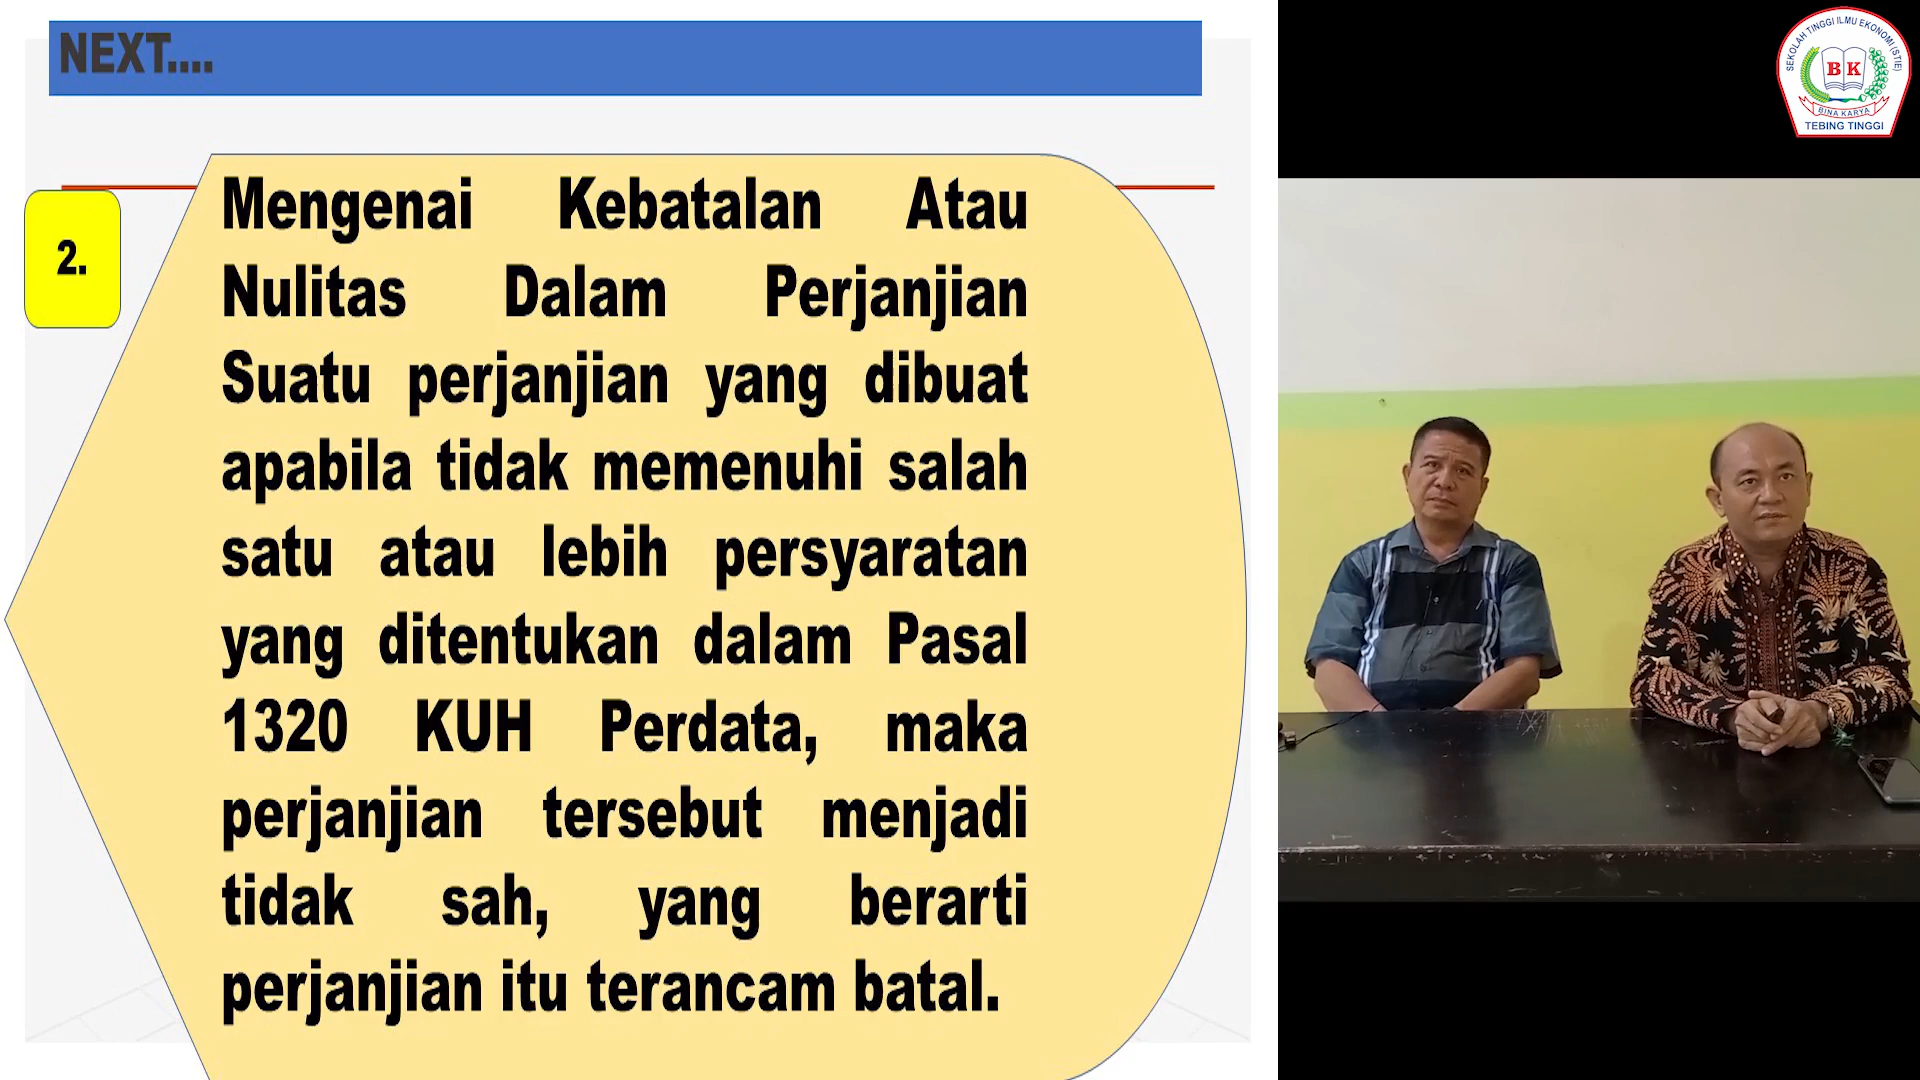 NEXT....
2.
Mengenai Kebatalan Atau
Nulitas Dalam Perjanjian
Suatu perjanjian yang dibuat
apabila tidak memenuhi salah
satu atau lebih persyaratan
yang ditentukan dalam Pasal
1320 KUH Perdata, maka
perjanjian tersebut menjadi
tidak sah, yang berarti
perjanjian itu terancam batal.
SEKOLAH TINGGI ILMU EKONOMI (STIE)
BK
BINA KARYA
TEBING TINGGI